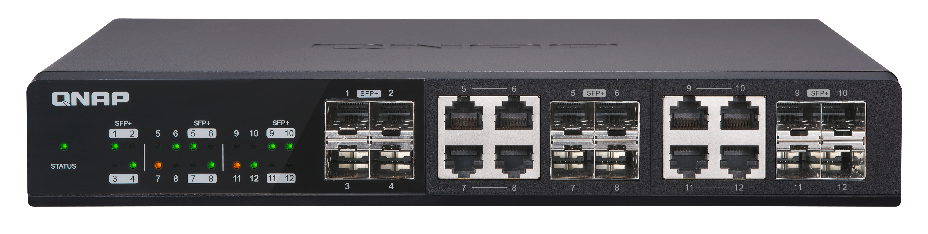 QNAP
QNAP
SFP+ SFP+ SFP+
1 2 5 6 5 6 9 10 9 10
STATUS
3 4 7 8 7 8 11 12 11 12
1 SFP+ 2
3 4
5 6
7 8
5 SFP+ 6
7 8
9 10
11 12
9 SFP+ 10
11 12